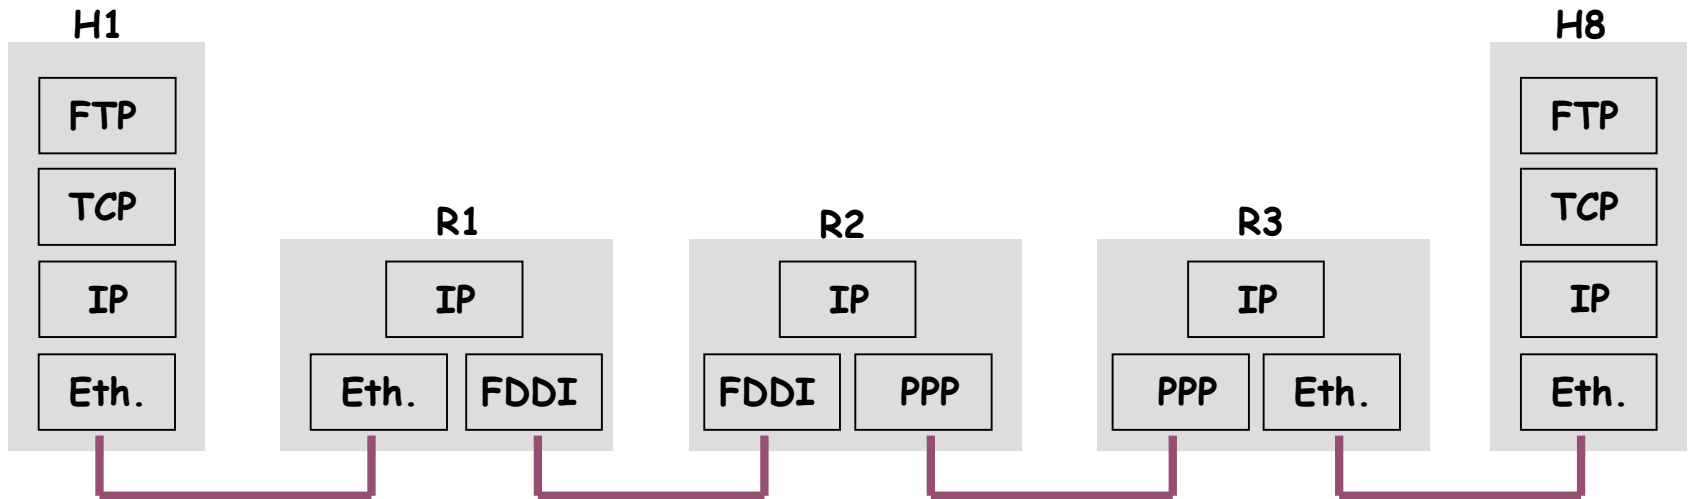 H1
FTP
TCP
IP
Eth.
R1
IP
Eth.
FDDI
R2
IP
FDDI
PPP
R3
IP
PPP
Eth.
H8
FTP
TCP
IP
Eth.